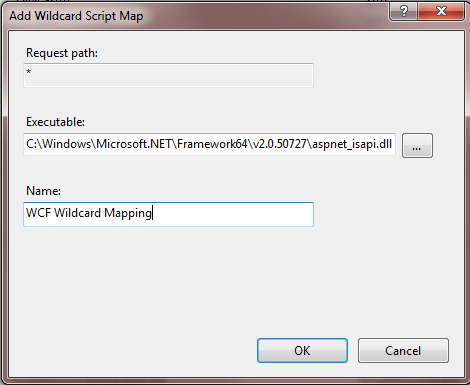 Add Wildcard Script Map
Request path:
*
Executable:
C:\Windows\Microsoft.NET\Framework64\v2.0.50727\aspnet_isapi.dll
...
Name:
WCF Wildcard Mapping
OK
Cancel